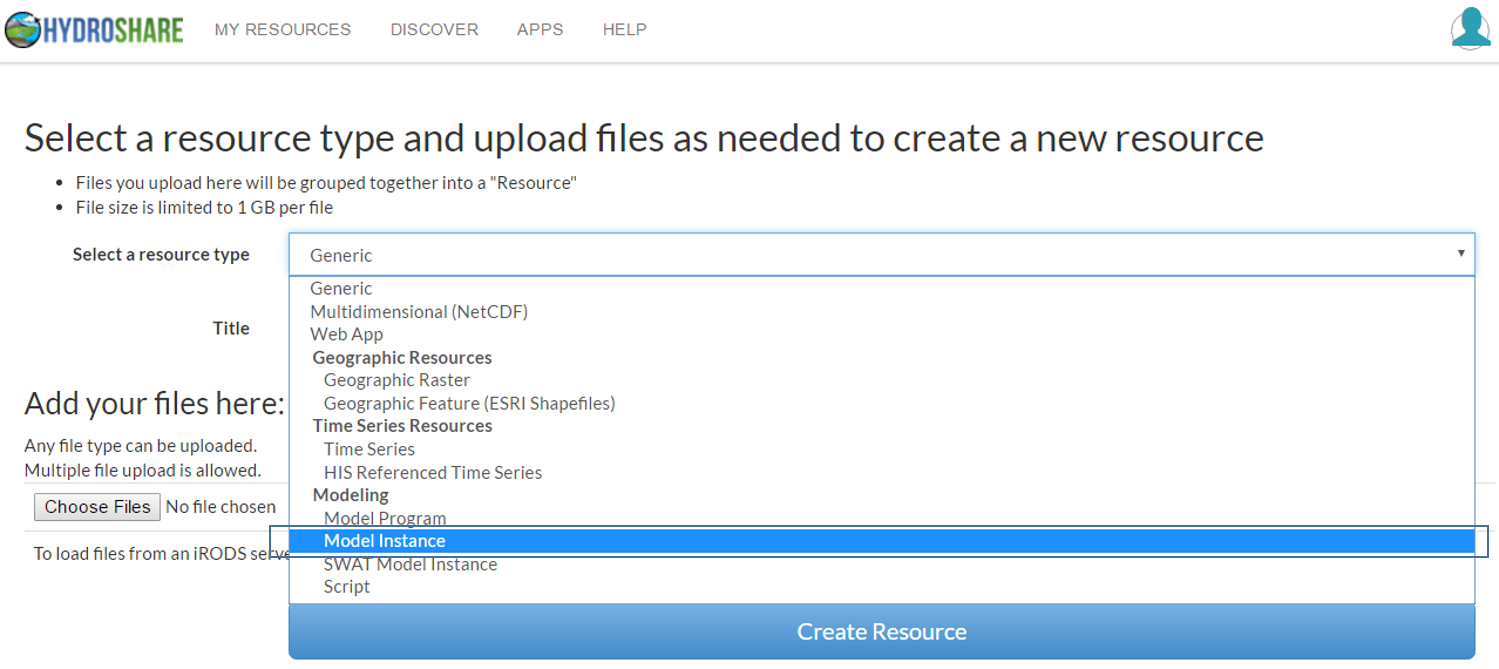 HYDROSHARE MY RESOURCES DISCOVER APPS HELP
Select a resource type and upload files as needed to create a new resource
• Files you upload here will be grouped together into a "Resource"
• File size is limited to 1 GB per file
Select a resource type Generic
Generic
Multidimensional (NetCDF)
Web App
Title
Geographic Resources
Geographic Raster
Geographic Feature (ESRI Shapefiles)
Time Series Resources
Time Series
HIS Referenced Time Series
Modeling
Model Program
Model Instance
SWAT Model Instance
Script
Add your files here:
Any file type can be uploaded.
Multiple file upload is allowed.
Choose Files No file chosen
To load files from an iRODS serve
Create Resource